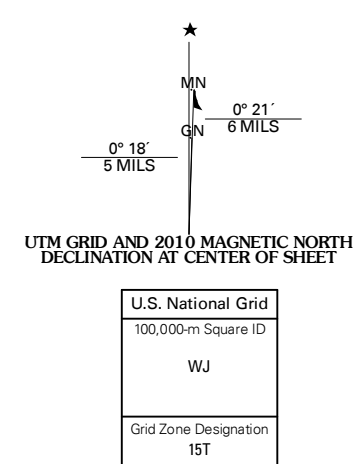 MN
0° 21´
6 MILS
GN
0° 18´
5 MILS
UTM GRID AND 2010 MAGNETIC NORTH
DECLINATION AT CENTER OF SHEET
U.S. National Grid
100,000-m Square ID
WJ
Grid Zone Designation
15T